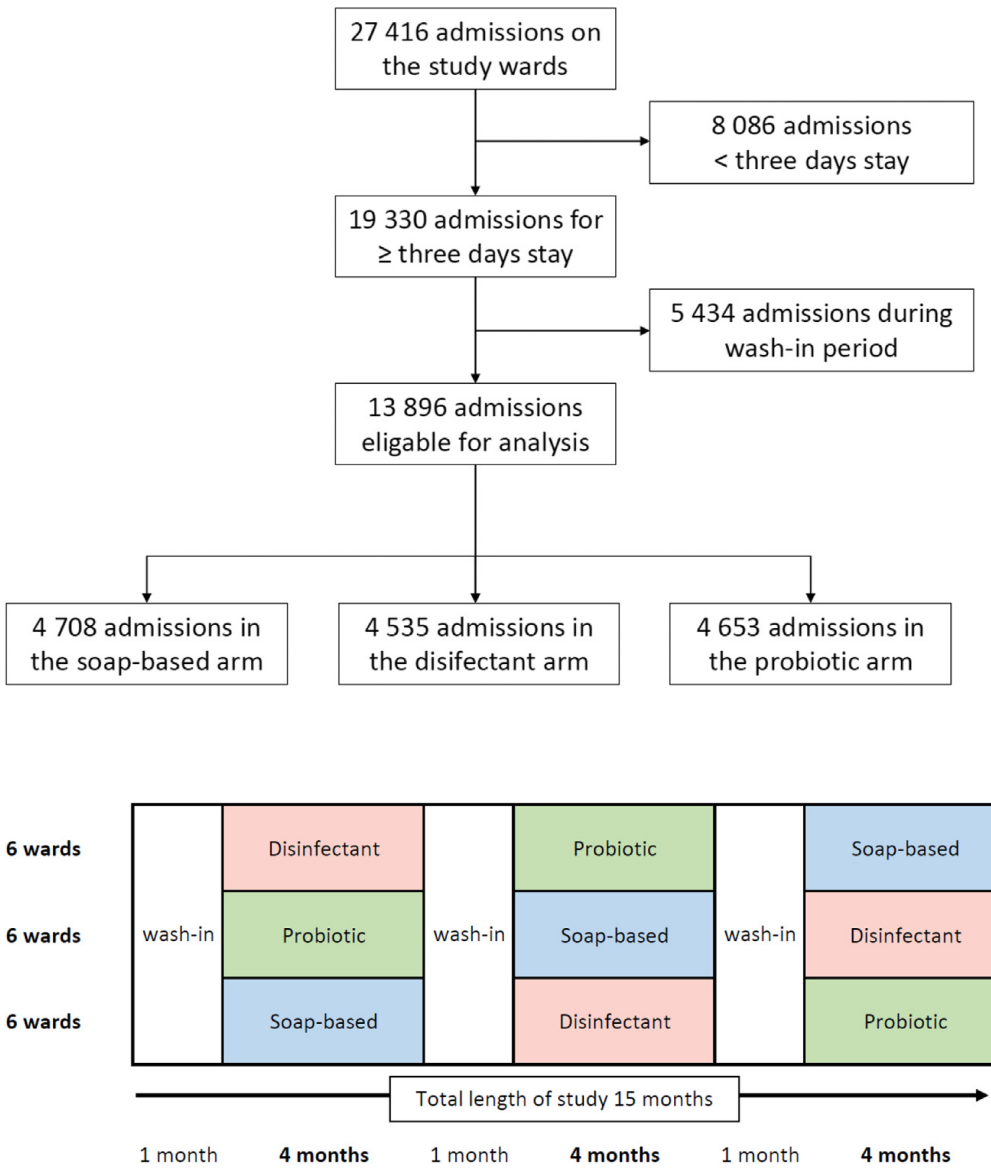 27 416 admissions on
the study wards
8 086 admissions
< three days stay
19 330 admissions for
≥ three days stay
5 434 admissions during
wash-in period
13 896 admissions
eligable for analysis
4 708 admissions in
the soap-based arm
4 535 admissions in
the disifectant arm
4 653 admissions in
the probiotic arm
6 wards
Disinfectant
Probiotic
Soap-based
6 wards
wash-in
Probiotic
wash-in
Soap-based
wash-in
Disinfectant
6 wards
Soap-based
Disinfectant
Probiotic
Total length of study 15 months
1 month
4 months
1 month
4 months
1 month
4 months